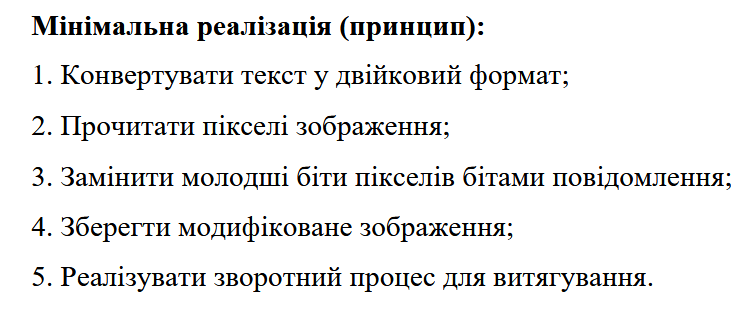 Мінімальна реалізація (принцип):
1. Конвертувати текст у двійковий формат;
2. Прочитати пікселі зображення;
3. Замінити молодші біти пікселів бітами повідомлення;
4. Зберегти модифіковане зображення;
5. Реалізувати зворотний процес для витягування.